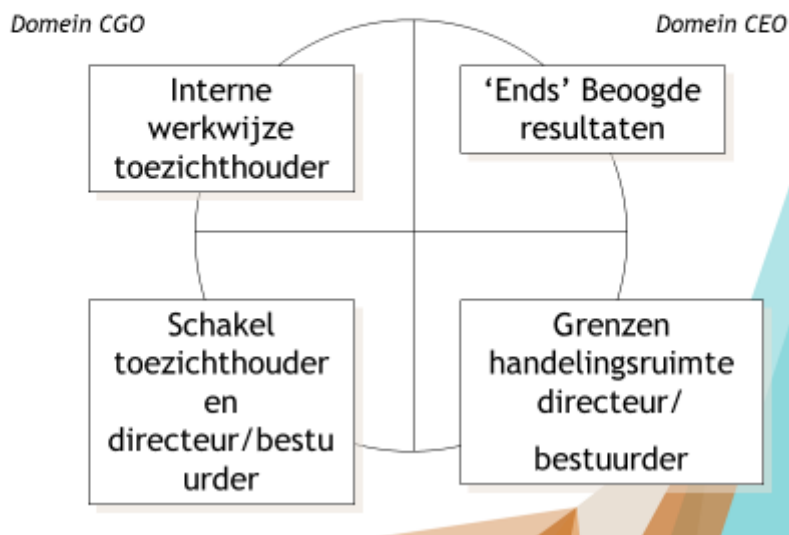 Domein CGO
Domein CEO
Interne
werkwijze
toezichthouder
‘Ends’ Beoogde
resultaten
Schakel
toezichthouder
en
directeur/bestu
urder
Grenzen
handelingsruimte
directeur/
bestuurder